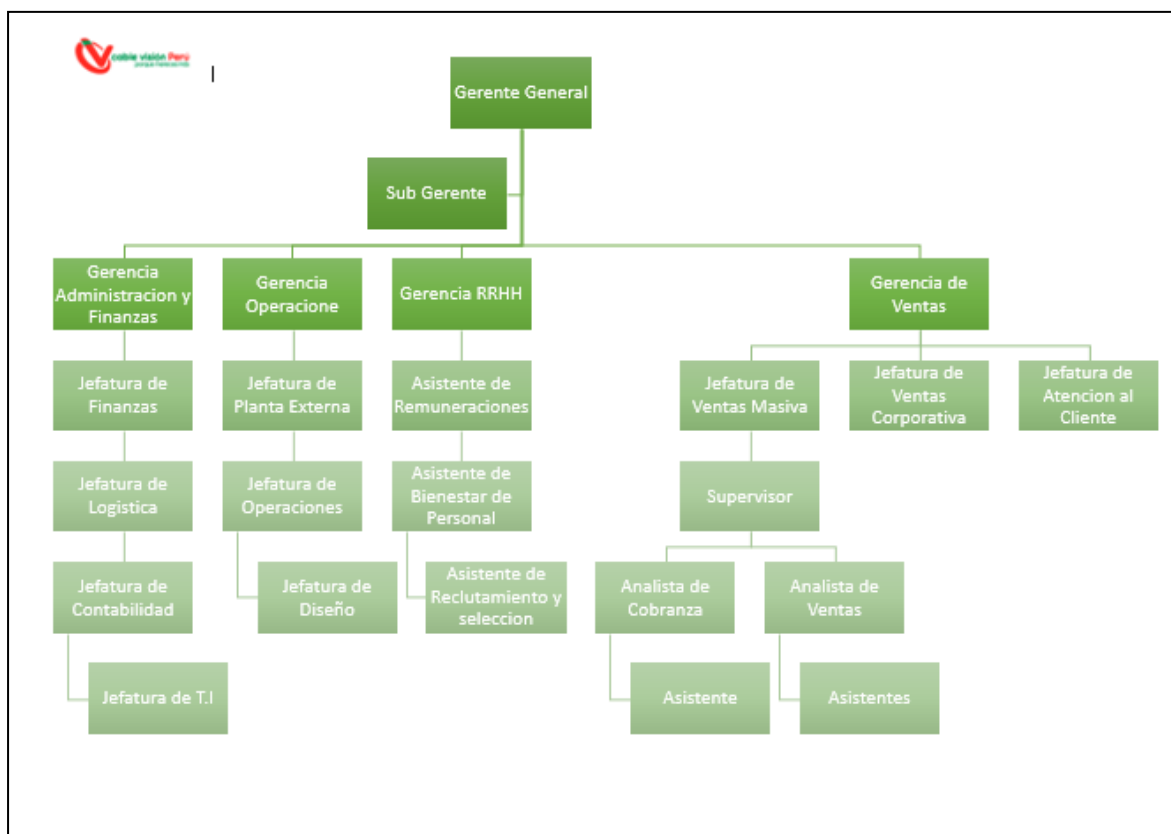 cable visión Perú
Gerente General
Sub Gerente
Gerencia
Administracion y
Finanzas
Gerencia
Operacione
Gerencia RRHH
Gerencia de
Ventas
Jefatura de
Finanzas
Jefatura de
Planta Externa
Asistente de
Remuneraciones
Jefatura de
Ventas Masiva
Jefatura de
Ventas
Corporativa
Jefatura de
Atencion al
Cliente
Jefatura de
Logistica
Jefatura de
Operaciones
Asistente de
Bienestar de
Personal
Supervisor
Jefatura de
Contabilidad
Jefatura de
Diseño
Asistente de
Reclutamiento y
seleccion
Analista de
Cobranza
Analista de
Ventas
Jefatura de T.I
Asistente
Asistentes